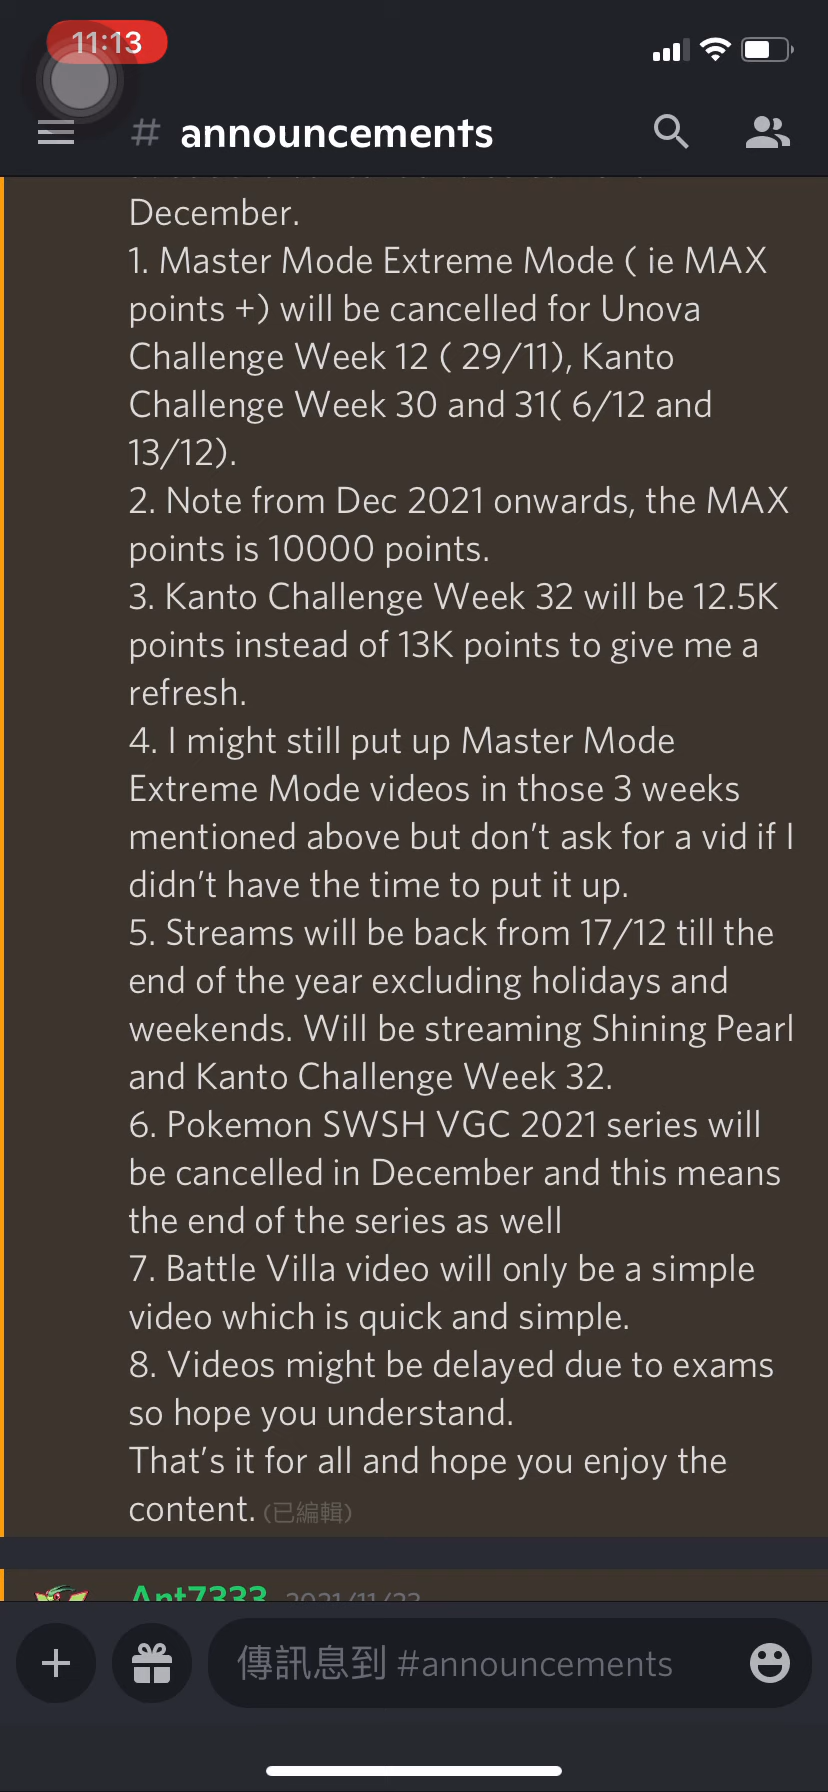 11:13
# announcements
December.
1. Master Mode Extreme Mode ( ie MAX
points +) will be cancelled for Unova
Challenge Week 12 ( 29/11), Kanto
Challenge Week 30 and 31( 6/12 and
13/12).
2. Note from Dec 2021 onwards, the MAX
points is 10000 points.
3. Kanto Challenge Week 32 will be 12.5K
points instead of 13K points to give me a
refresh.
4. I might still put up Master Mode
Extreme Mode videos in those 3 weeks
mentioned above but don't ask for a vid if I
didn't have the time to put it up.
5. Streams will be back from 17/12 till the
end of the year excluding holidays and
weekends. Will be streaming Shining Pearl
and Kanto Challenge Week 32.
6. Pokemon SWSH VGC 2021 series will
be cancelled in December and this means
the end of the series as well
7. Battle Villa video will only be a simple
video which is quick and simple.
8. Videos might be delayed due to exams
so hope you understand.
That's it for all and hope you enjoy the
content. (已編輯)
Ant7333 2021/11/23
傳訊息到 #announcements